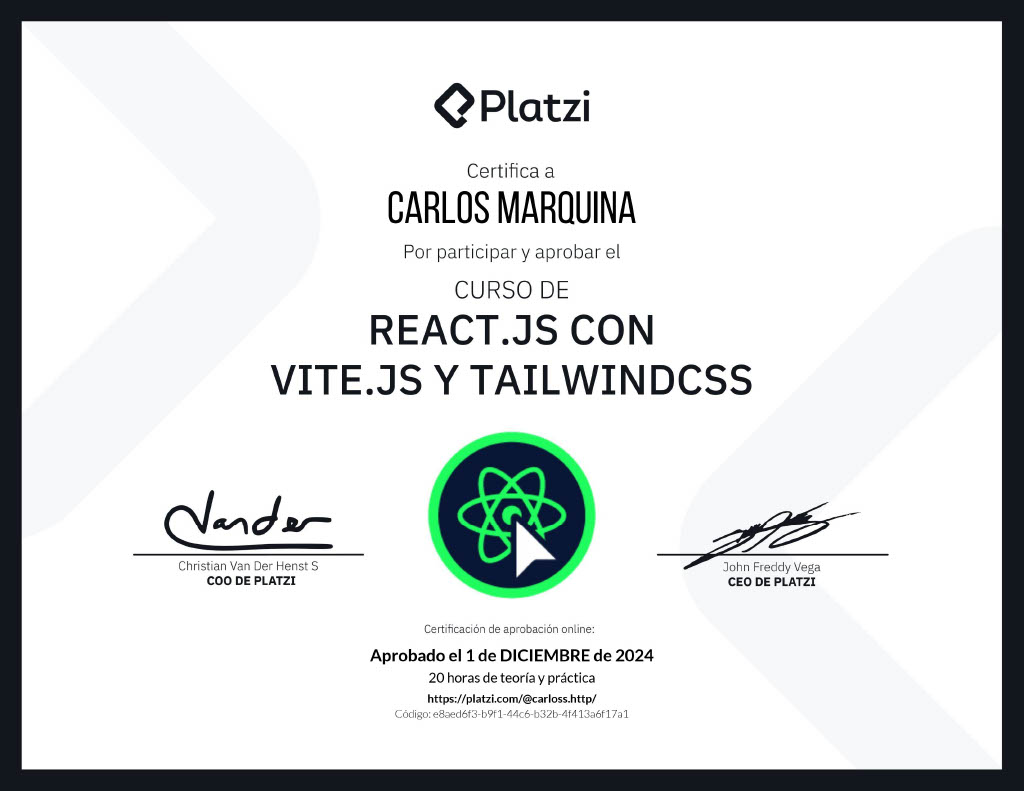 Platzi
Certifica a
CARLOS MARQUINA
Por participar y aprobar el
CURSO DE
REACT.JS CON
VITE.JS Y TAILWINDCSS
Vander
Christian Van Der Henst S
COO DE PLATZI
John Freddy Vega
CEO DE PLATZI
Certificación de aprobación online:
Aprobado el 1 de DICIEMBRE de 2024
20 horas de teoría y práctica
https://platzi.com/@carloss.http/
Código: e8aed6f3-b9f1-44c6-b32b-4f413a6f17a1